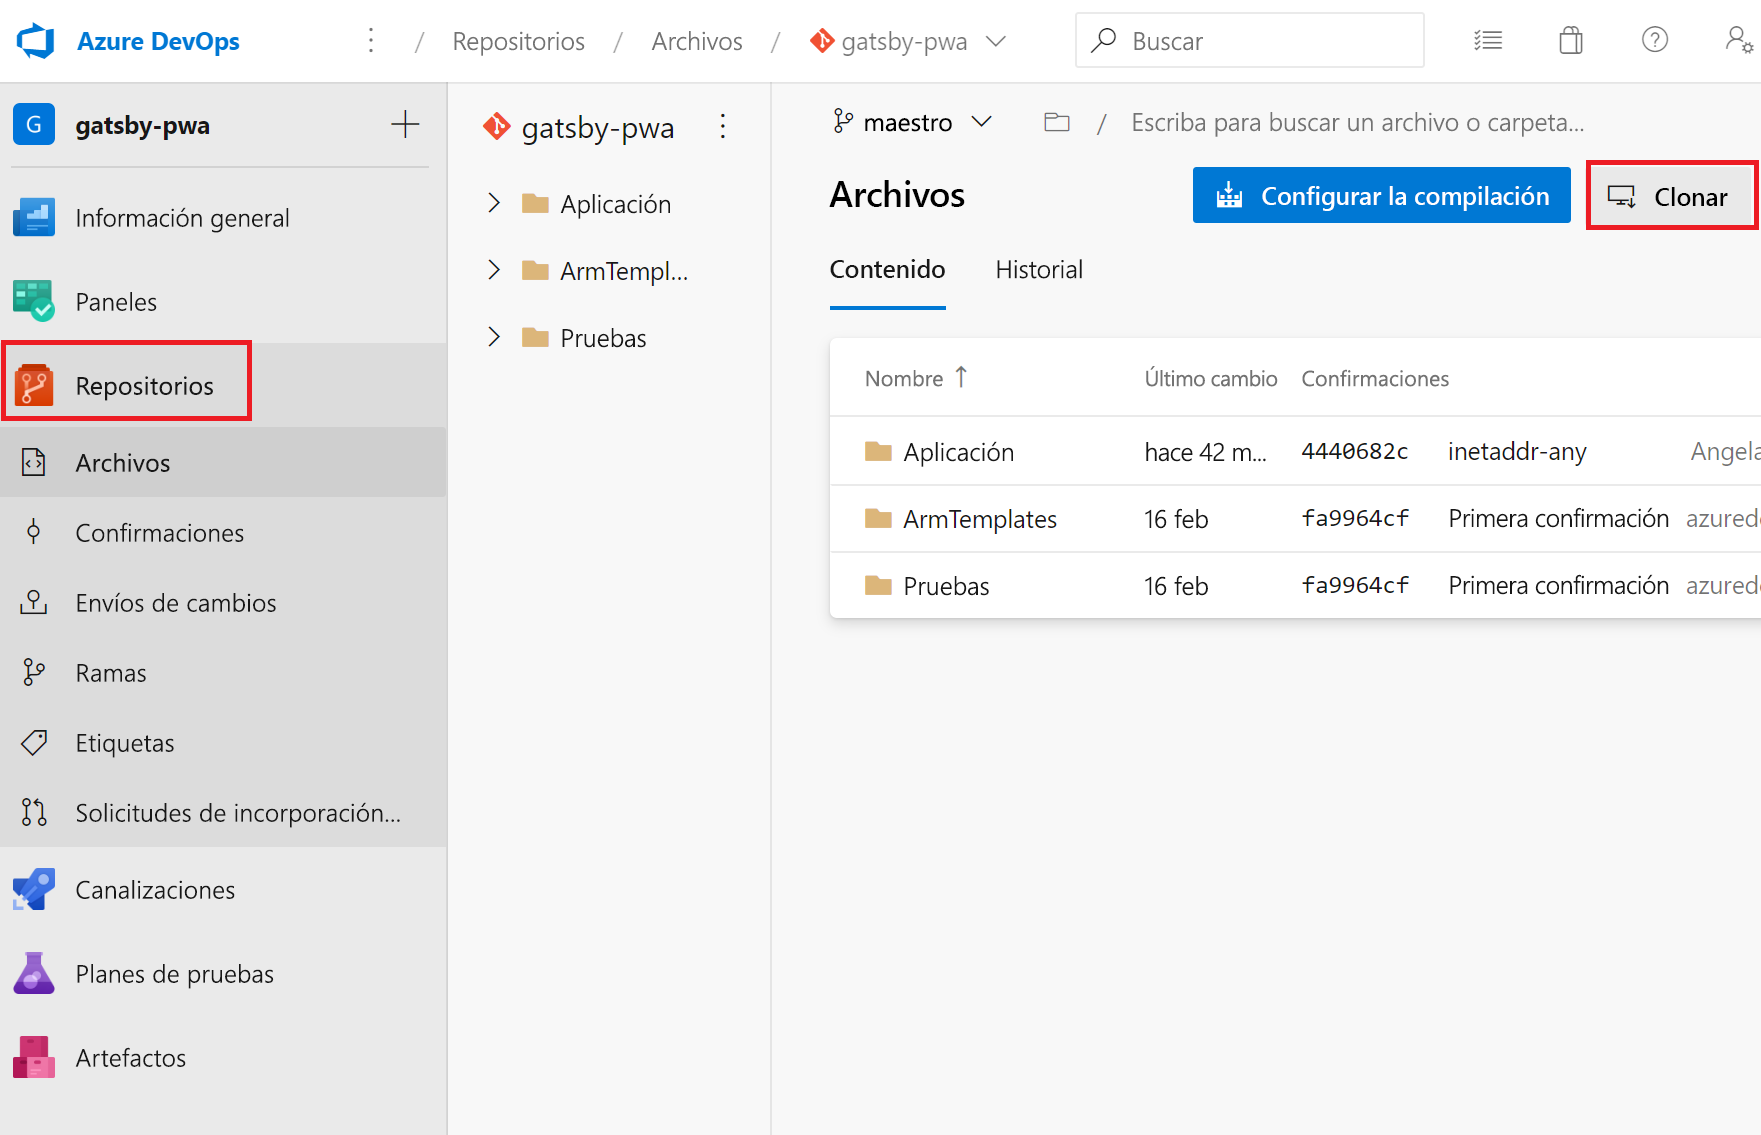 Azure DevOps / Repositorios / Archivos / gatsby-pwa
Buscar
G gatsby-pwa
Información general
Paneles
Repositorios
Archivos
Confirmaciones
Envíos de cambios
Ramas
Etiquetas
Solicitudes de incorporación...
Canalizaciones
Planes de pruebas
Artefactos
gatsby-pwa
Aplicación
ArmTempl...
Pruebas
maestro
/ Escriba para buscar un archivo o carpeta...
Archivos
Configurar la compilación
Clonar
Contenido Historial
Nombre Último cambio Confirmaciones
Aplicación hace 42 m... 4440682c inetaddr-any Angela
ArmTemplates 16 feb fa9964cf Primera confirmación azured
Pruebas 16 feb fa9964cf Primera confirmación azured